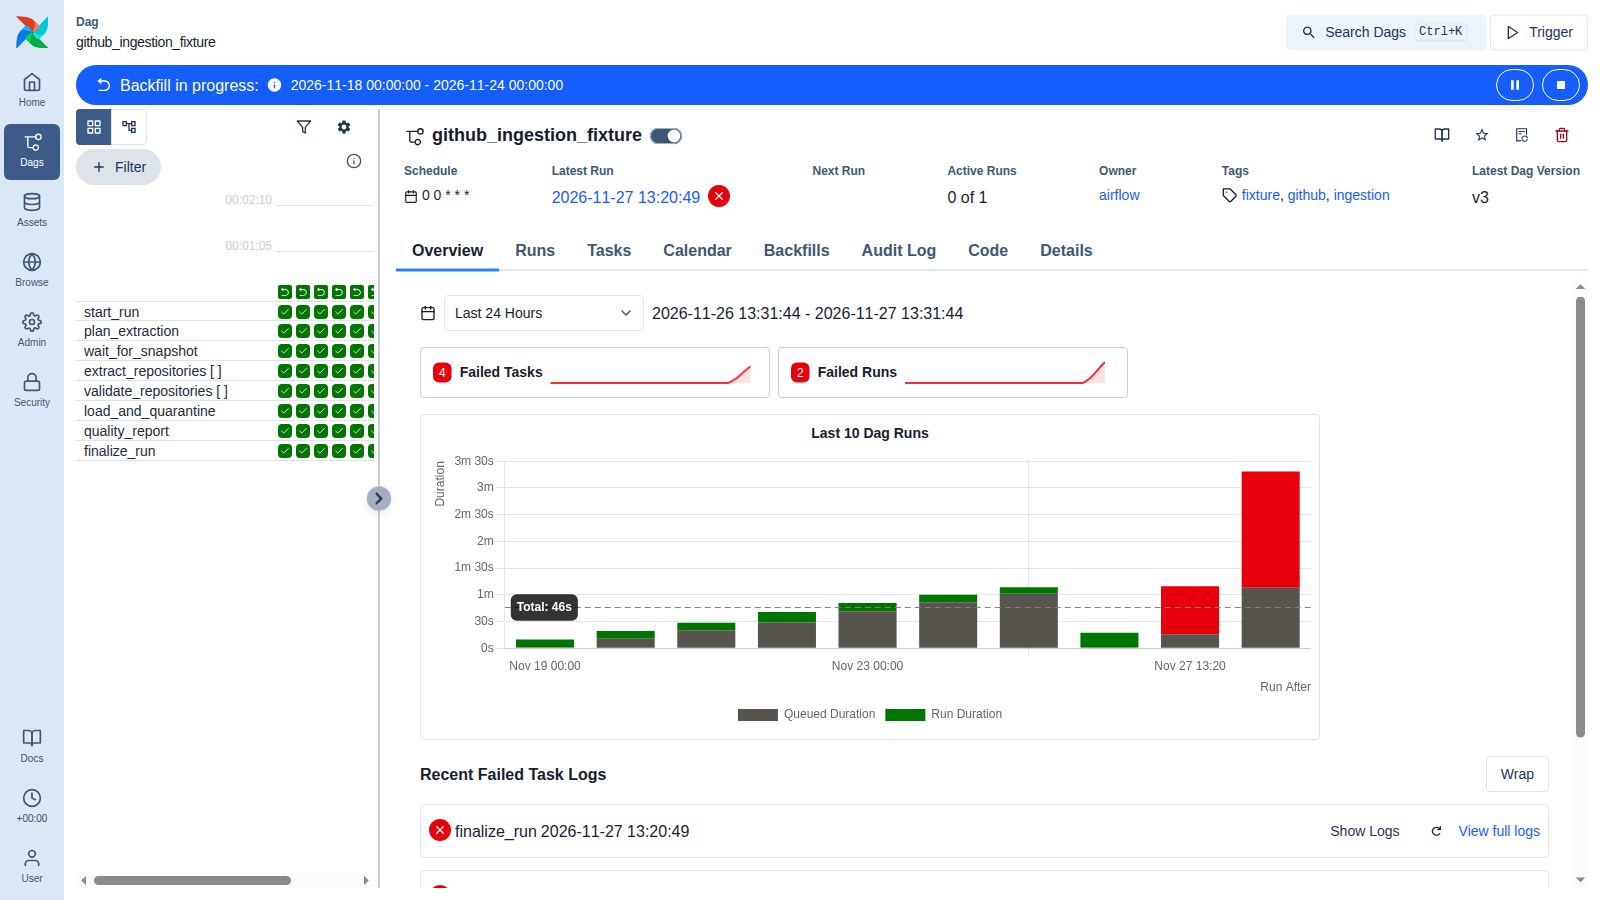 Dag
github_ingestion_fixture
Search Dags Ctrl+K
Trigger
Backfill in progress: 2026-11-18 00:00:00 - 2026-11-24 00:00:00
Home
Dags
Assets
Browse
Admin
Security
Docs
+00:00
User
Filter
00:02:10
00:01:05
start_run
plan_extraction
wait_for_snapshot
extract_repositories [ ]
validate_repositories [ ]
load_and_quarantine
quality_report
finalize_run
github_ingestion_fixture
Schedule
0 0 * * *
Latest Run
2026-11-27 13:20:49
Next Run
Active Runs
0 of 1
Owner
airflow
Tags
fixture, github, ingestion
Latest Dag Version
v3
Overview Runs Tasks Calendar Backfills Audit Log Code Details
Last 24 Hours 2026-11-26 13:31:44 - 2026-11-27 13:31:44
4 Failed Tasks
2 Failed Runs
Last 10 Dag Runs
Duration
3m 30s
3m
2m 30s
2m
1m 30s
1m
30s
0s
Total: 46s
Nov 19 00:00 Nov 23 00:00 Nov 27 13:20
Run After
Queued Duration Run Duration
Recent Failed Task Logs Wrap
finalize_run 2026-11-27 13:20:49 Show Logs View full logs